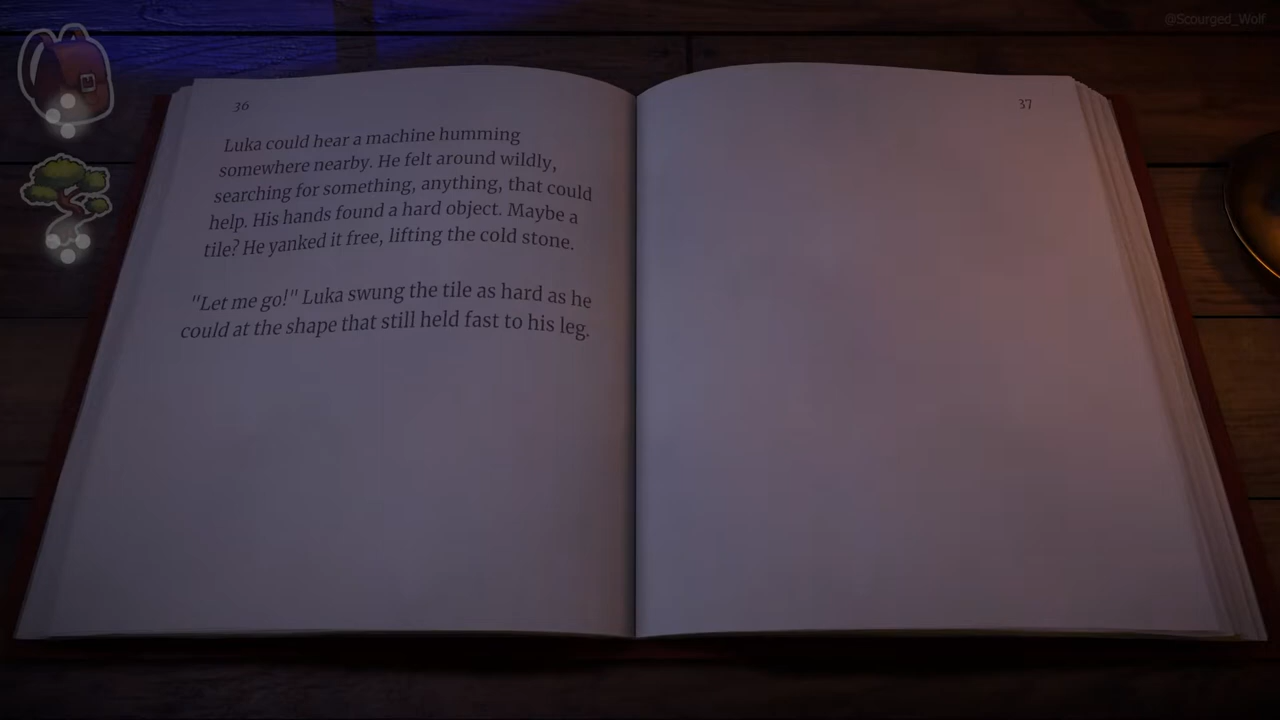 @Scourged_Wolf
36
Luka could hear a machine humming
somewhere nearby. He felt around wildly,
searching for something, anything, that could
help. His hands found a hard object. Maybe a
tile? He yanked it free, lifting the cold stone.
"Let me go!" Luka swung the tile as hard as he
could at the shape that still held fast to his leg.
37